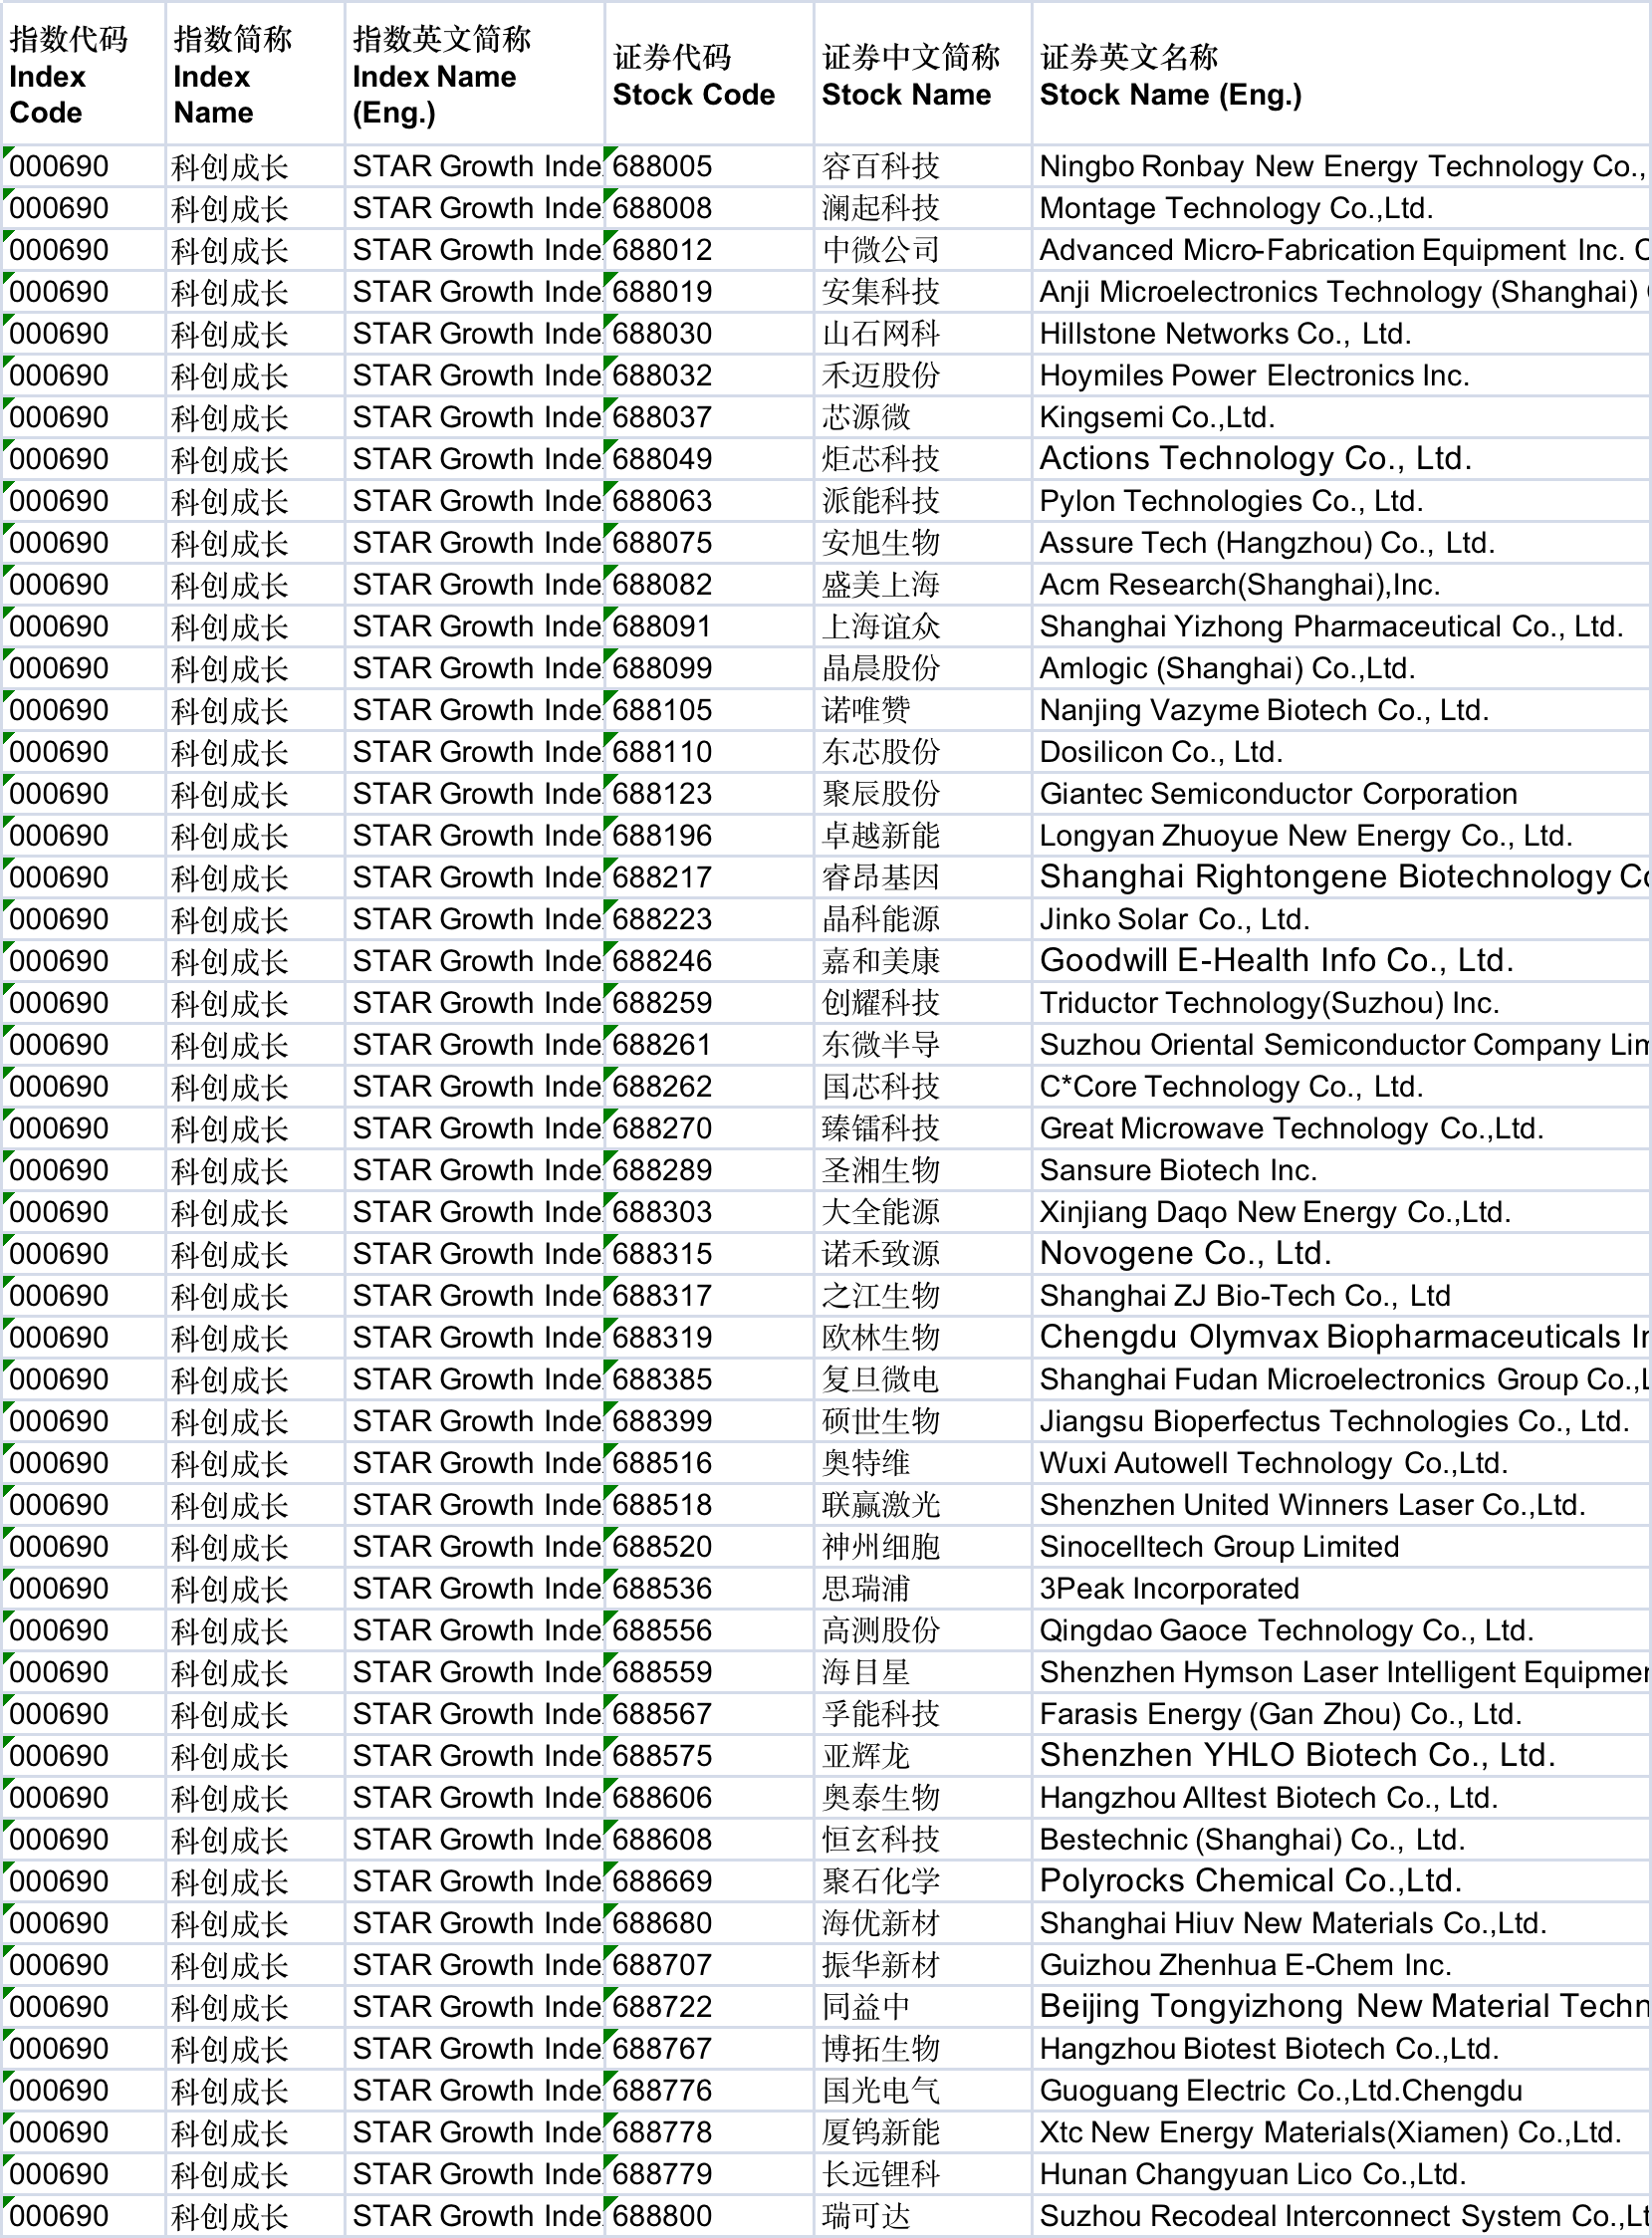 指数代码 指数简称 指数英文简称 证券代码 证券中文简称 证券英文名称
Index Code Index Name Index Name (Eng.) Stock Code Stock Name Stock Name (Eng.)
000690 科创成长 STAR Growth Inde 688005 容百科技 Ningbo Ronbay New Energy Technology Co.,
000690 科创成长 STAR Growth Inde 688008 澜起科技 Montage Technology Co.,Ltd.
000690 科创成长 STAR Growth Inde 688012 中微公司 Advanced Micro-Fabrication Equipment Inc. C
000690 科创成长 STAR Growth Inde 688019 安集科技 Anji Microelectronics Technology (Shanghai)
000690 科创成长 STAR Growth Inde 688030 山石网科 Hillstone Networks Co., Ltd.
000690 科创成长 STAR Growth Inde 688032 禾迈股份 Hoymiles Power Electronics Inc.
000690 科创成长 STAR Growth Inde 688037 芯源微 Kingsemi Co.,Ltd.
000690 科创成长 STAR Growth Inde 688049 炬芯科技 Actions Technology Co., Ltd.
000690 科创成长 STAR Growth Inde 688063 派能科技 Pylon Technologies Co., Ltd.
000690 科创成长 STAR Growth Inde 688075 安旭生物 Assure Tech (Hangzhou) Co., Ltd.
000690 科创成长 STAR Growth Inde 688082 盛美上海 Acm Research(Shanghai),Inc.
000690 科创成长 STAR Growth Inde 688091 上海谊众 Shanghai Yizhong Pharmaceutical Co., Ltd.
000690 科创成长 STAR Growth Inde 688099 晶晨股份 Amlogic (Shanghai) Co.,Ltd.
000690 科创成长 STAR Growth Inde 688105 诺唯赞 Nanjing Vazyme Biotech Co., Ltd.
000690 科创成长 STAR Growth Inde 688110 东芯股份 Dosilicon Co., Ltd.
000690 科创成长 STAR Growth Inde 688123 聚辰股份 Giantec Semiconductor Corporation
000690 科创成长 STAR Growth Inde 688196 卓越新能 Longyan Zhuoyue New Energy Co., Ltd.
000690 科创成长 STAR Growth Inde 688217 睿昂基因 Shanghai Rightongene Biotechnology Co
000690 科创成长 STAR Growth Inde 688223 晶科能源 Jinko Solar Co., Ltd.
000690 科创成长 STAR Growth Inde 688246 嘉和美康 Goodwill E-Health Info Co., Ltd.
000690 科创成长 STAR Growth Inde 688259 创耀科技 Triductor Technology(Suzhou) Inc.
000690 科创成长 STAR Growth Inde 688261 东微半导 Suzhou Oriental Semiconductor Company Lim
000690 科创成长 STAR Growth Inde 688262 国芯科技 C*Core Technology Co., Ltd.
000690 科创成长 STAR Growth Inde 688270 臻镭科技 Great Microwave Technology Co.,Ltd.
000690 科创成长 STAR Growth Inde 688289 圣湘生物 Sansure Biotech Inc.
000690 科创成长 STAR Growth Inde 688303 大全能源 Xinjiang Daqo New Energy Co.,Ltd.
000690 科创成长 STAR Growth Inde 688315 诺禾致源 Novogene Co., Ltd.
000690 科创成长 STAR Growth Inde 688317 之江生物 Shanghai ZJ Bio-Tech Co., Ltd
000690 科创成长 STAR Growth Inde 688319 欧林生物 Chengdu Olymvax Biopharmaceuticals In
000690 科创成长 STAR Growth Inde 688385 复旦微电 Shanghai Fudan Microelectronics Group Co.,L
000690 科创成长 STAR Growth Inde 688399 硕世生物 Jiangsu Bioperfectus Technologies Co., Ltd.
000690 科创成长 STAR Growth Inde 688516 奥特维 Wuxi Autowell Technology Co.,Ltd.
000690 科创成长 STAR Growth Inde 688518 联赢激光 Shenzhen United Winners Laser Co.,Ltd.
000690 科创成长 STAR Growth Inde 688520 神州细胞 Sinocelltech Group Limited
000690 科创成长 STAR Growth Inde 688536 思瑞浦 3Peak Incorporated
000690 科创成长 STAR Growth Inde 688556 高测股份 Qingdao Gaoce Technology Co., Ltd.
000690 科创成长 STAR Growth Inde 688559 海目星 Shenzhen Hymson Laser Intelligent Equipmen
000690 科创成长 STAR Growth Inde 688567 孚能科技 Farasis Energy (Gan Zhou) Co., Ltd.
000690 科创成长 STAR Growth Inde 688575 亚辉龙 Shenzhen YHLO Biotech Co., Ltd.
000690 科创成长 STAR Growth Inde 688606 奥泰生物 Hangzhou Alltest Biotech Co., Ltd.
000690 科创成长 STAR Growth Inde 688608 恒玄科技 Bestechnic (Shanghai) Co., Ltd.
000690 科创成长 STAR Growth Inde 688669 聚石化学 Polyrocks Chemical Co.,Ltd.
000690 科创成长 STAR Growth Inde 688680 海优新材 Shanghai Hiuv New Materials Co.,Ltd.
000690 科创成长 STAR Growth Inde 688707 振华新材 Guizhou Zhenhua E-Chem Inc.
000690 科创成长 STAR Growth Inde 688722 同益中 Beijing Tongyizhong New Material Techn
000690 科创成长 STAR Growth Inde 688767 博拓生物 Hangzhou Biotest Biotech Co.,Ltd.
000690 科创成长 STAR Growth Inde 688776 国光电气 Guoguang Electric Co.,Ltd.Chengdu
000690 科创成长 STAR Growth Inde 688778 厦钨新能 Xtc New Energy Materials(Xiamen) Co.,Ltd.
000690 科创成长 STAR Growth Inde 688779 长远锂科 Hunan Changyuan Lico Co.,Ltd.
000690 科创成长 STAR Growth Inde 688800 瑞可达 Suzhou Recodeal Interconnect System Co.,Lt